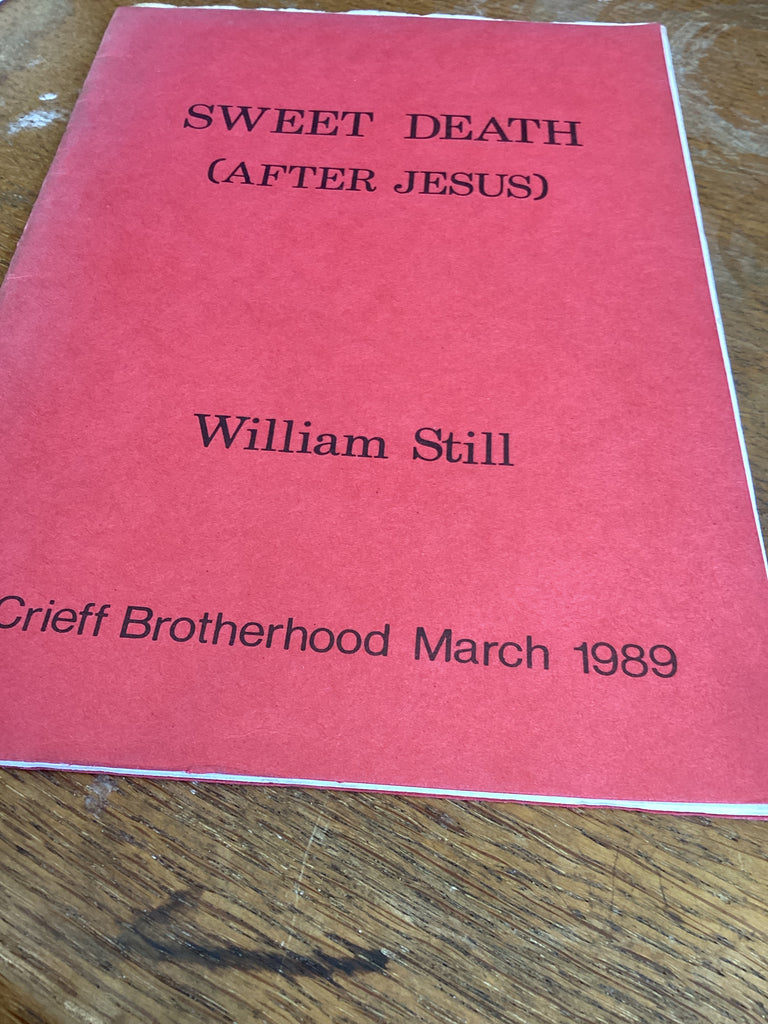 SWEET DEATH
(AFTER JESUS)
William Still
Crieff Brotherhood March 1989